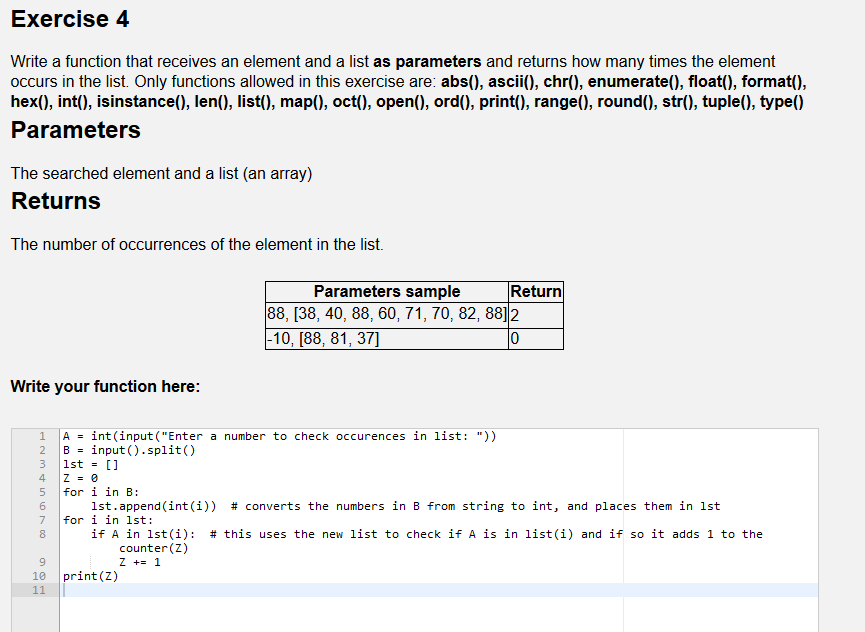 Exercise 4
Write a function that receives an element and a list as parameters and returns how many times the element
occurs in the list. Only functions allowed in this exercise are: abs(), ascii(), chr(), enumerate(), float(), format(),
hex(), int(), isinstance(), len(), list(), map(), oct(), open(), ord(), print(), range(), round(), str(), tuple(), type()
Parameters
The searched element and a list (an array)
Returns
The number of occurrences of the element in the list.
Parameters sample Return
88, [38, 40, 88, 60, 71, 70, 82, 88] 2
-10, [88, 81, 37] 0
Write your function here:
1 A = int(input("Enter a number to check occurences in list: "))
2 B = input().split()
3 lst = []
4 Z = 0
5 for i in B:
6 lst.append(int(i)) # converts the numbers in B from string to int, and places them in lst
7 for i in lst:
8 if A in lst(i): # this uses the new list to check if A is in list(i) and if so it adds 1 to the
counter(Z)
9 Z += 1
10 print(Z)
11